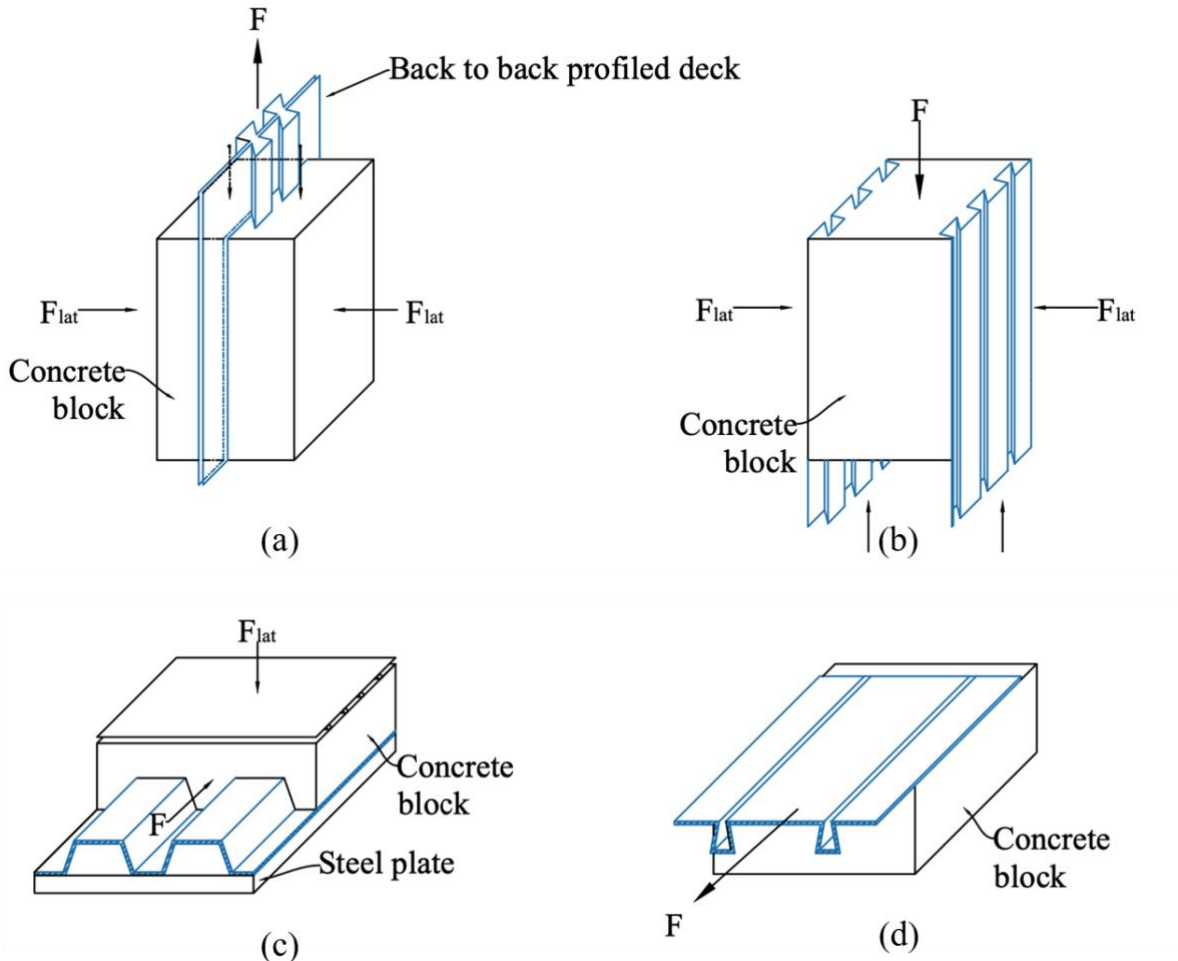 F
Back to back profiled deck
F
Flat
Flat
Flat
Flat
Concrete
block
Concrete
block
(a)
(b)
Flat
Concrete
block
F
Steel plate
Concrete
block
F
(c)
(d)